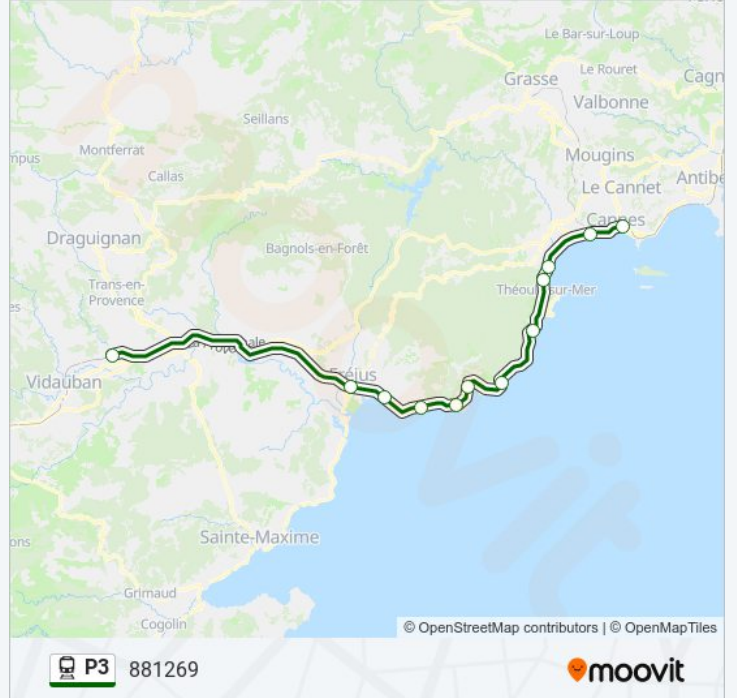 Le Bar-sur-Loup
Grasse
Le Rouret
Cagn
Valbonne
Seillans
Montferrat
mpus
Mougins
Callas
Le Cannet
Antibe
Cannes
Draguignan
Bagnols-en-Forêt
Trans-en-
Provence
Théoule-sur-Mer
es
Fréjus
Vidauban
Sainte-Maxime
ons
Grimaud
Cogolin
© OpenStreetMap contributors | © OpenMapTiles
P3 881269
moovit